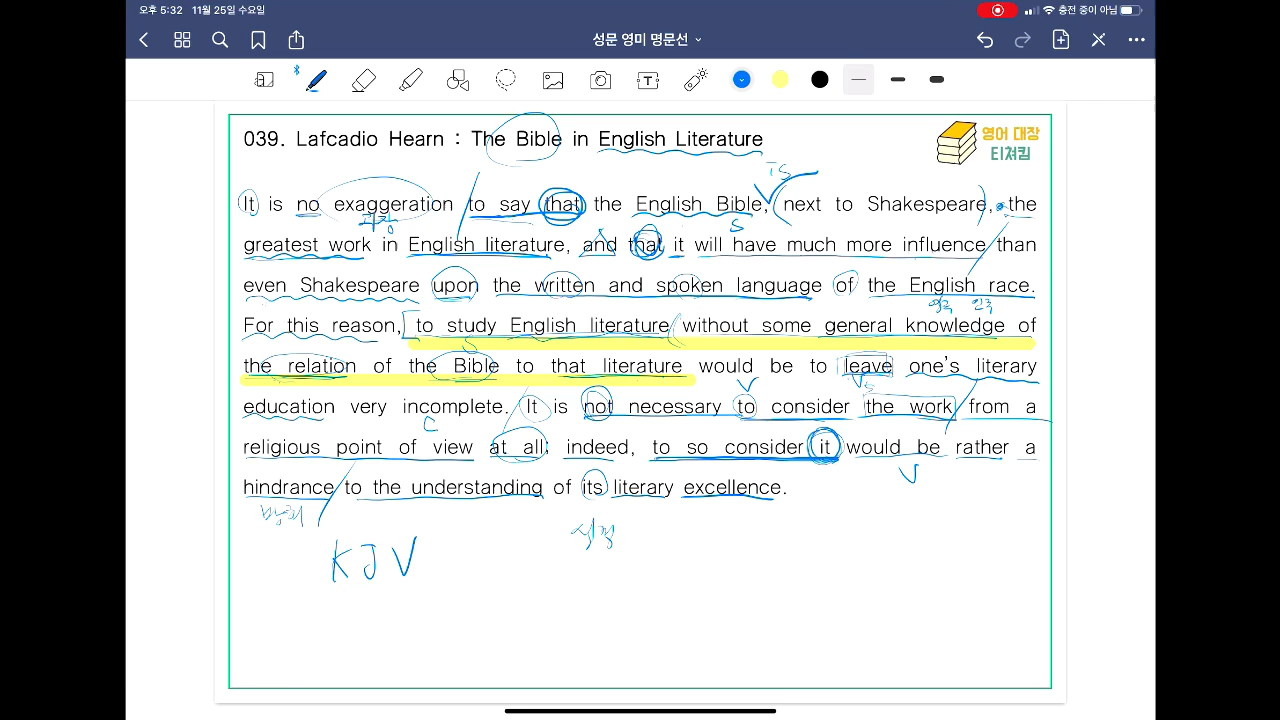 오후 5:32 11월 25일 수요일
충전 중이 아님
성문 영미 명문선
039. Lafcadio Hearn : The Bible in English Literature
영어 대장
티쳐킴
is
It is no exaggeration to say that the English Bible, next to Shakespeare, is the
S
과장
greatest work in English literature, and that it will have much more influence than
even Shakespeare upon the written and spoken language of the English race.
영국 민족
For this reason, to study English literature without some general knowledge of
S
the relation of the Bible to that literature would be to leave one's literary
V
education very incomplete. It is not necessary to consider the work from a
C
religious point of view at all; indeed, to so consider it would be rather a
V
hindrance to the understanding of its literary excellence.
방해
성경
KJV